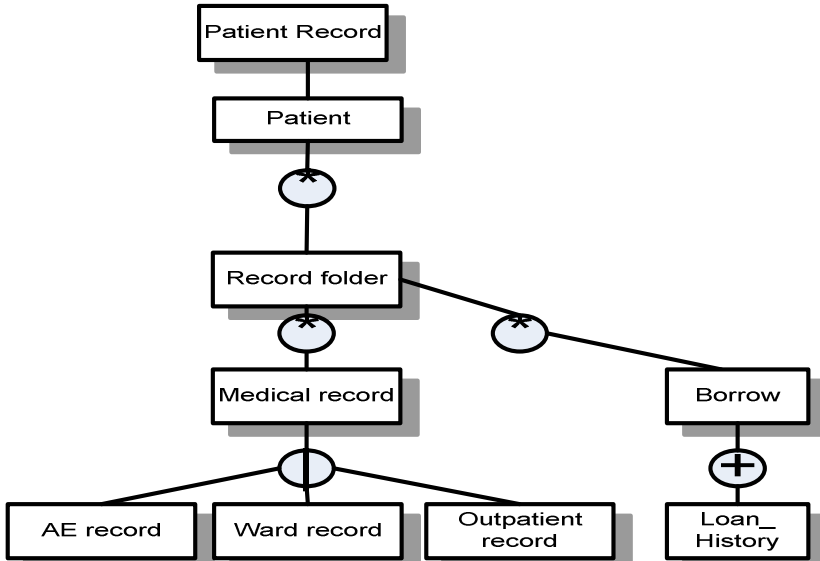 Patient Record
Patient
*
Record folder
*
*
Medical record
Borrow
|
+
AE record
Ward record
Outpatient
record
Loan_
History